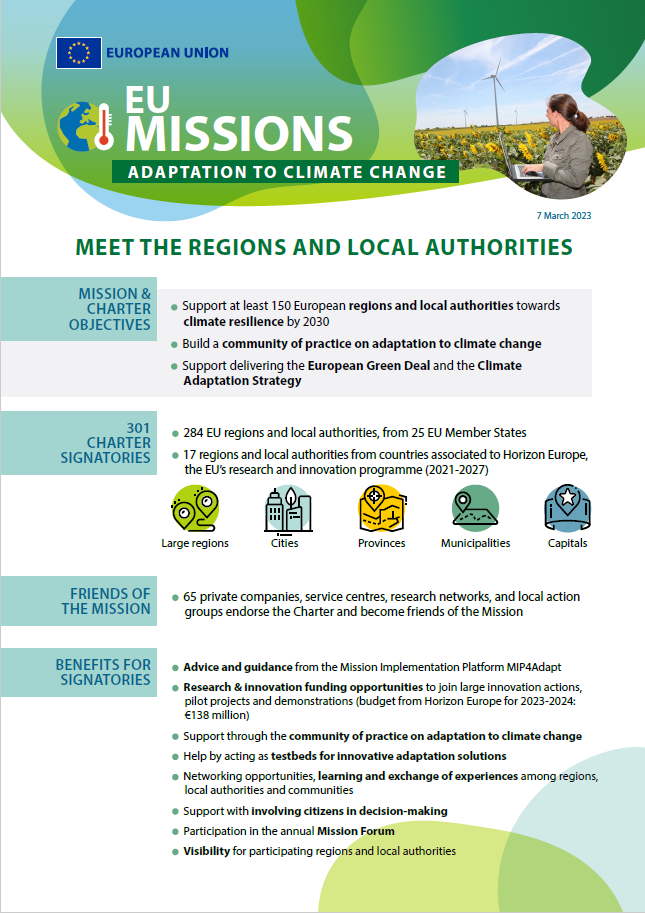 EUROPEAN UNION
EU
MISSIONS
ADAPTATION TO CLIMATE CHANGE
7 March 2023
MEET THE REGIONS AND LOCAL AUTHORITIES
MISSION &
CHARTER
OBJECTIVES
● Support at least 150 European regions and local authorities towards
climate resilience by 2030
● Build a community of practice on adaptation to climate change
● Support delivering the European Green Deal and the Climate
Adaptation Strategy
301
CHARTER
SIGNATORIES
● 284 EU regions and local authorities, from 25 EU Member States
● 17 regions and local authorities from countries associated to Horizon Europe,
the EU's research and innovation programme (2021-2027)
Large regions Cities Provinces Municipalities Capitals
FRIENDS OF
THE MISSION
● 65 private companies, service centres, research networks, and local action
groups endorse the Charter and become friends of the Mission
BENEFITS FOR
SIGNATORIES
● Advice and guidance from the Mission Implementation Platform MIP4Adapt
● Research & innovation funding opportunities to join large innovation actions,
pilot projects and demonstrations (budget from Horizon Europe for 2023-2024:
€138 million)
● Support through the community of practice on adaptation to climate change
● Help by acting as testbeds for innovative adaptation solutions
● Networking opportunities, learning and exchange of experiences among regions,
local authorities and communities
● Support with involving citizens in decision-making
● Participation in the annual Mission Forum
● Visibility for participating regions and local authorities